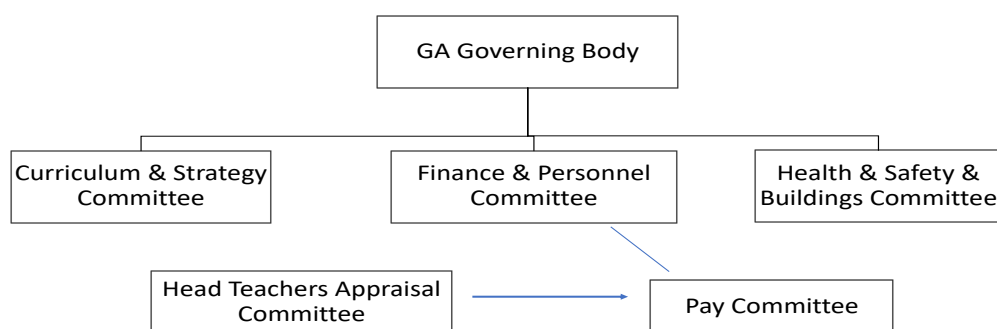 GA Governing Body
Curriculum & Strategy
Committee
Finance & Personnel
Committee
Health & Safety &
Buildings Committee
Head Teachers Appraisal
Committee
Pay Committee